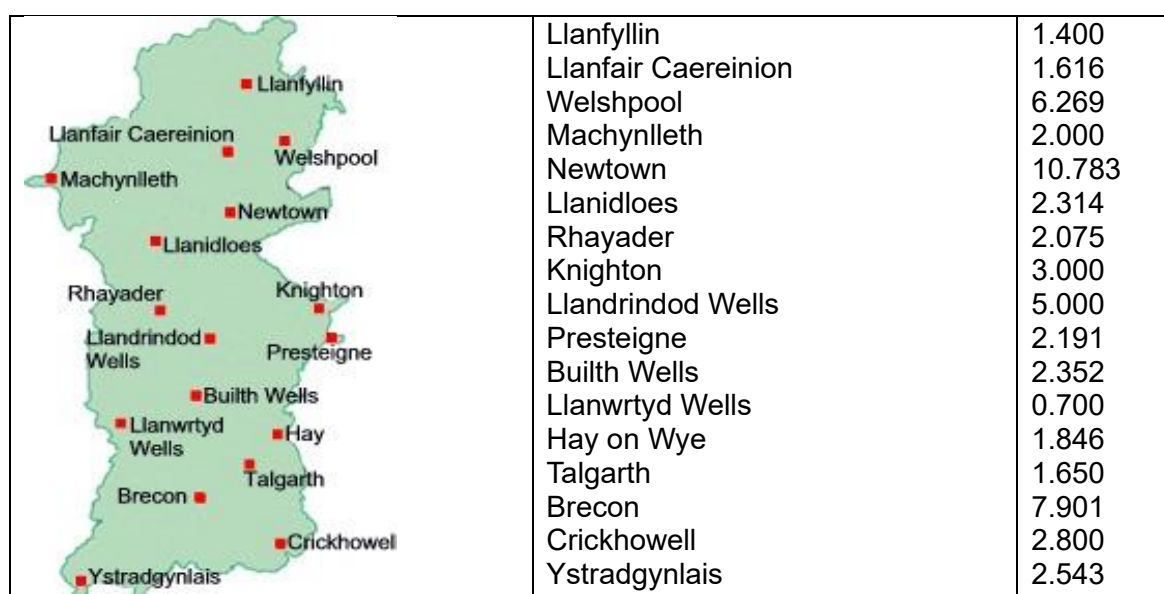 Llanfyllin
Llanfair Caereinion
Welshpool
Machynlleth
Newtown
Llanidloes
Rhayader
Knighton
Llandrindod
Wells
Presteigne
Builth Wells
Llanwrtyd
Wells
Hay
Talgarth
Brecon
Crickhowel
Ystradgynlais
Llanfyllin 1.400
Llanfair Caereinion 1.616
Welshpool 6.269
Machynlleth 2.000
Newtown 10.783
Llanidloes 2.314
Rhayader 2.075
Knighton 3.000
Llandrindod Wells 5.000
Presteigne 2.191
Builth Wells 2.352
Llanwrtyd Wells 0.700
Hay on Wye 1.846
Talgarth 1.650
Brecon 7.901
Crickhowell 2.800
Ystradgynlais 2.543